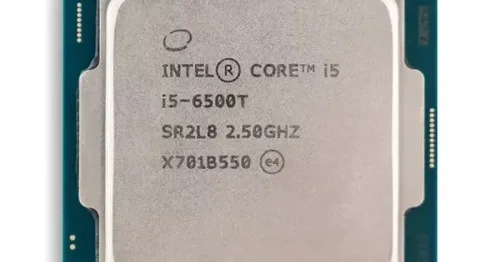 INTEL® CORE™ i5
i5-6500T
SR2L8 2.50GHZ
X701B550 e4